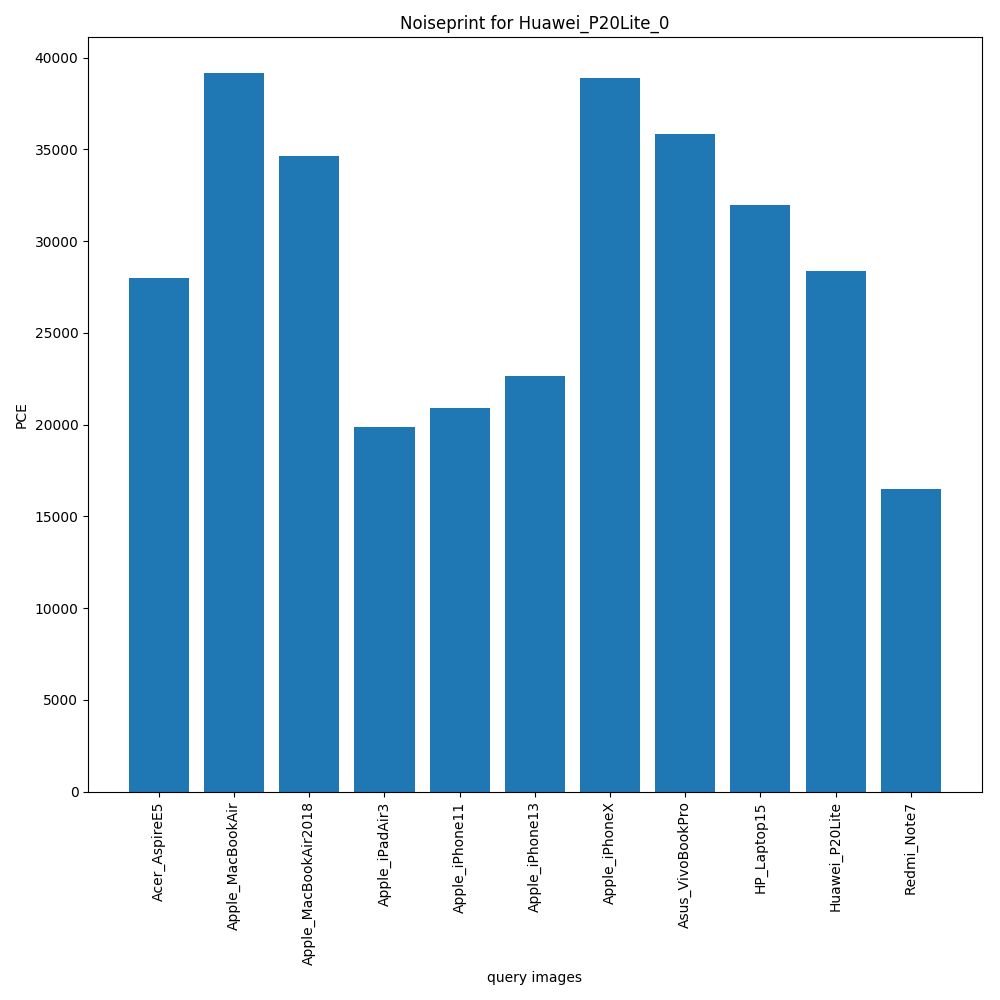 Noiseprint for Huawei_P20Lite_0
40000
35000
30000
25000
20000
15000
10000
5000
0
PCE
Acer_AspireE5
Apple_MacBookAir
Apple_MacBookAir2018
Apple_iPadAir3
Apple_iPhone11
Apple_iPhone13
Apple_iPhoneX
Asus_VivoBookPro
HP_Laptop15
Huawei_P20Lite
Redmi_Note7
query images